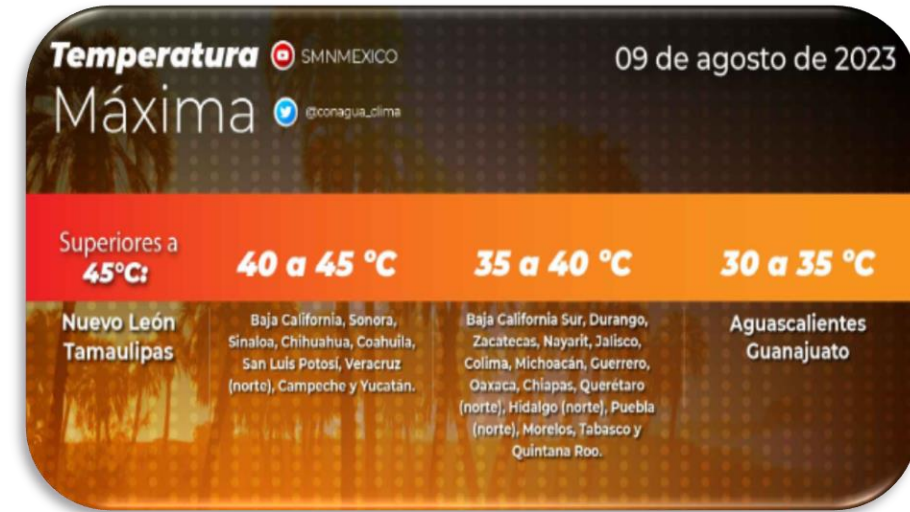 Temperatura SMNMEXICO
Máxima @conagua_clima
09 de agosto de 2023
Superiores a
45°C:
Nuevo León
Tamaulipas
40 a 45 °C
Baja California, Sonora,
Sinaloa, Chihuahua, Coahuila,
San Luis Potosí, Veracruz
(norte), Campeche y Yucatán.
35 a 40 °C
Baja California Sur, Durango,
Zacatecas, Nayarit, Jalisco,
Colima, Michoacán, Guerrero,
Oaxaca, Chiapas, Querétaro
(norte), Hidalgo (norte), Puebla
(norte), Morelos, Tabasco y
Quintana Roo.
30 a 35 °C
Aguascalientes
Guanajuato